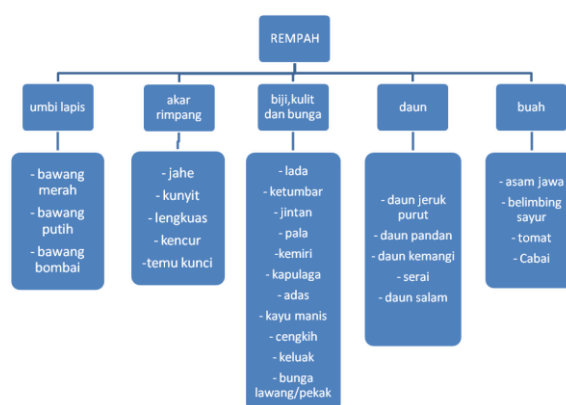 REMPAH
umbi lapis
akar
rimpang
biji,kulit
dan bunga
daun
buah
- bawang
merah
- bawang
putih
- bawang
bombai
- jahe
- kunyit
- lengkuas
- kencur
-temu kunci
- lada
- ketumbar
- jintan
- pala
-kemiri
- kapulaga
- adas
- kayu manis
- cengkih
- keluak
- bunga
lawang/pekak
- daun jeruk
purut
- daun pandan
- daun kemangi
- serai
- daun salam
- asam jawa
- belimbing
sayur
- tomat
- Cabai